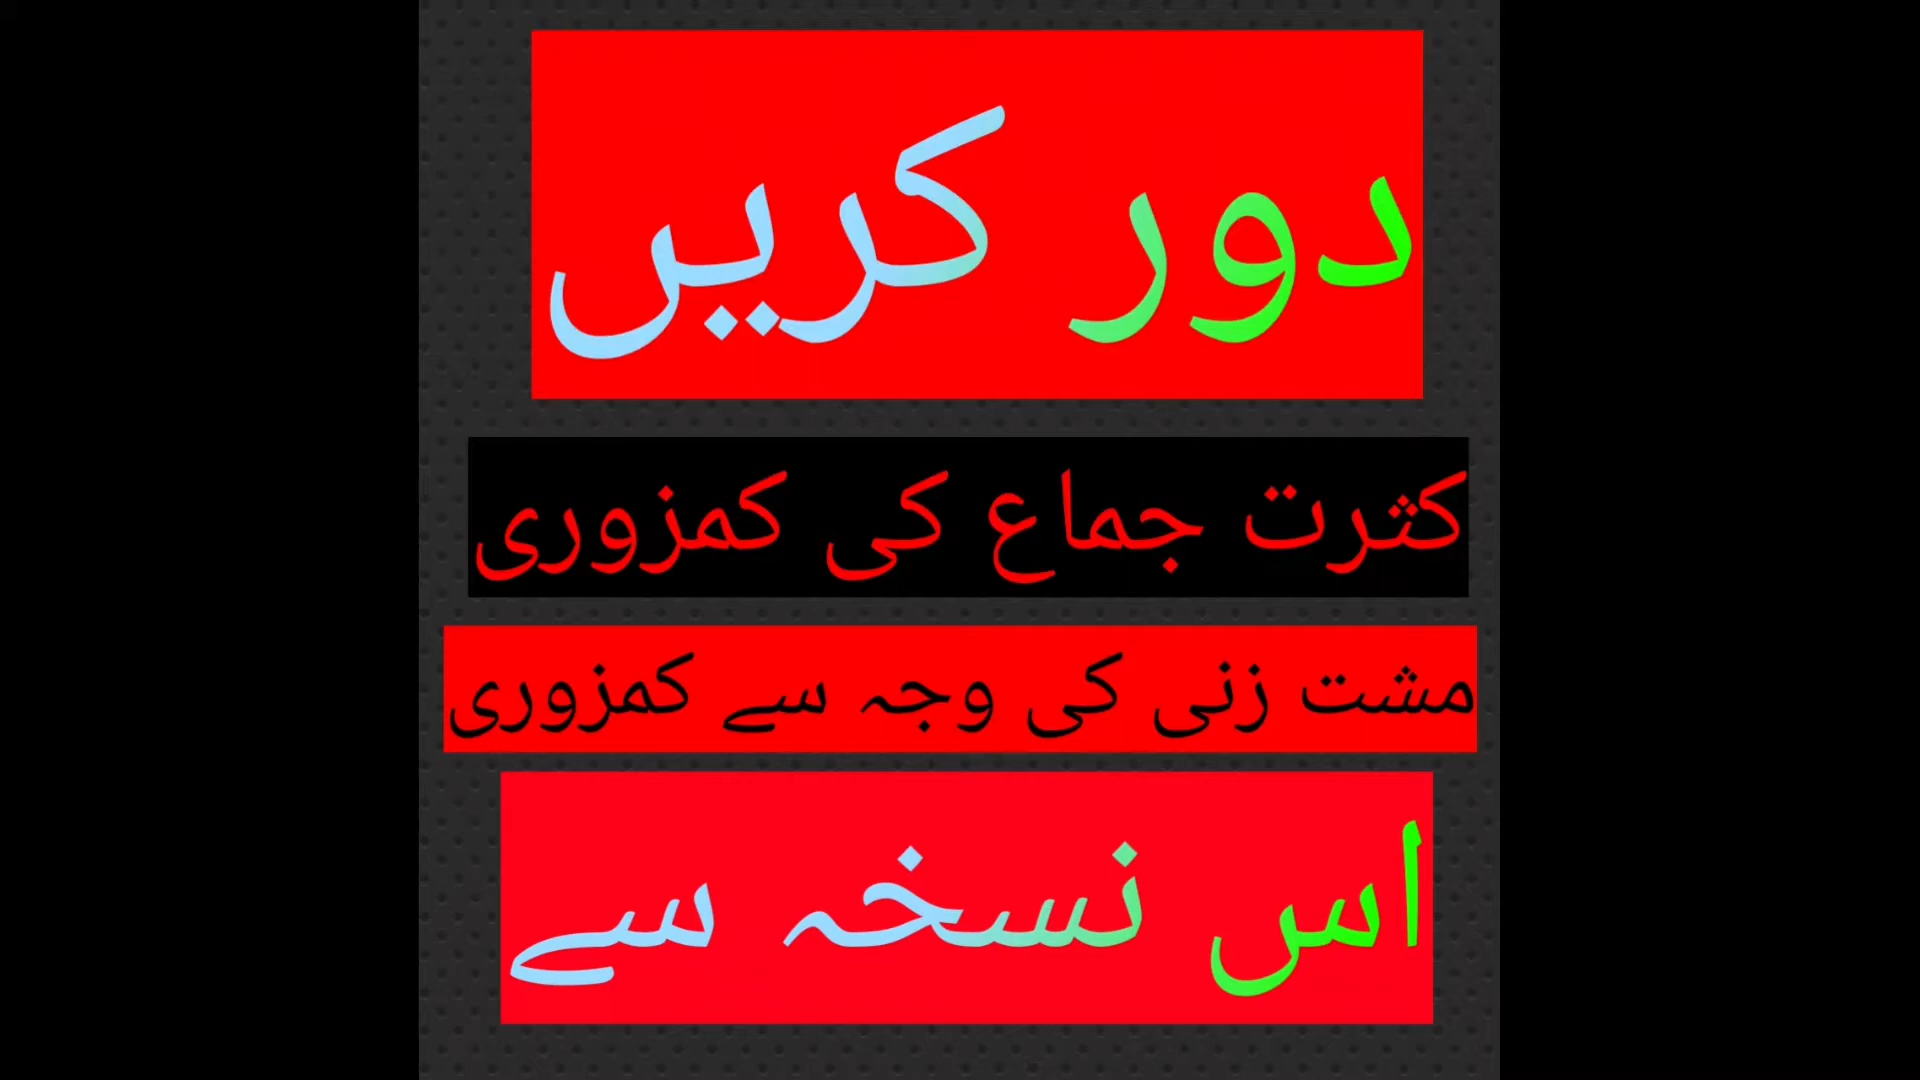 دور کریں
کثرت جماع کی کمزوری
مشت زنی کی وجہ سے کمزوری
اس نسخہ سے